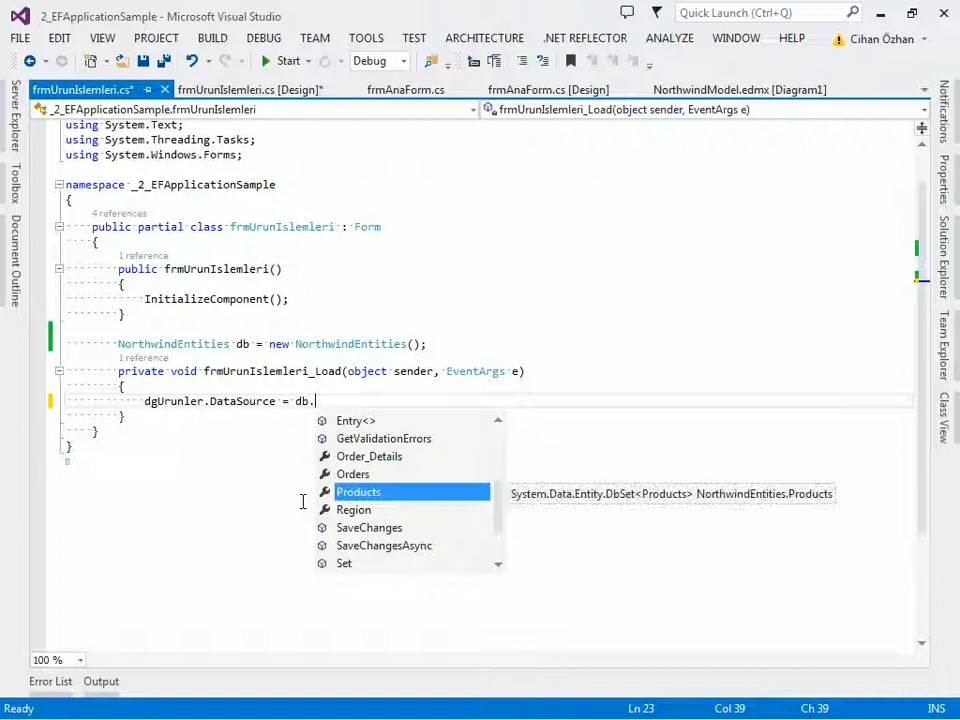 2_EFApplicationSample - Microsoft Visual Studio
Quick Launch (Ctrl+Q)
FILE EDIT VIEW PROJECT BUILD DEBUG TEAM TOOLS TEST ARCHITECTURE .NET REFLECTOR ANALYZE WINDOW HELP Cihan Özhan
Start Debug
frmUrunIslemleri.cs* frmUrunIslemleri.cs [Design]* frmAnaForm.cs frmAnaForm.cs [Design] NorthwindModel.edmx [Diagram1]
_2_EFApplicationSample.frmUrunIslemleri frmUrunIslemleri_Load(object sender, EventArgs e)
Server Explorer
Toolbox
Document Outline
using System.Text;
using System.Threading.Tasks;
using System.Windows.Forms;
namespace _2_EFApplicationSample
{
4 references
public partial class frmUrunIslemleri : Form
{
1 reference
public frmUrunIslemleri()
{
InitializeComponent();
}
NorthwindEntities db = new NorthwindEntities();
1 reference
private void frmUrunIslemleri_Load(object sender, EventArgs e)
{
dgUrunler.DataSource = db.
}
}
}
Entry<>
GetValidationErrors
Order_Details
Orders
Products
Region
SaveChanges
SaveChangesAsync
Set
System.Data.Entity.DbSet<Products> NorthwindEntities.Products
Notifications
Properties
Solution Explorer
Team Explorer
Class View
100 %
Error List Output
Ready Ln 23 Col 39 Ch 39 INS